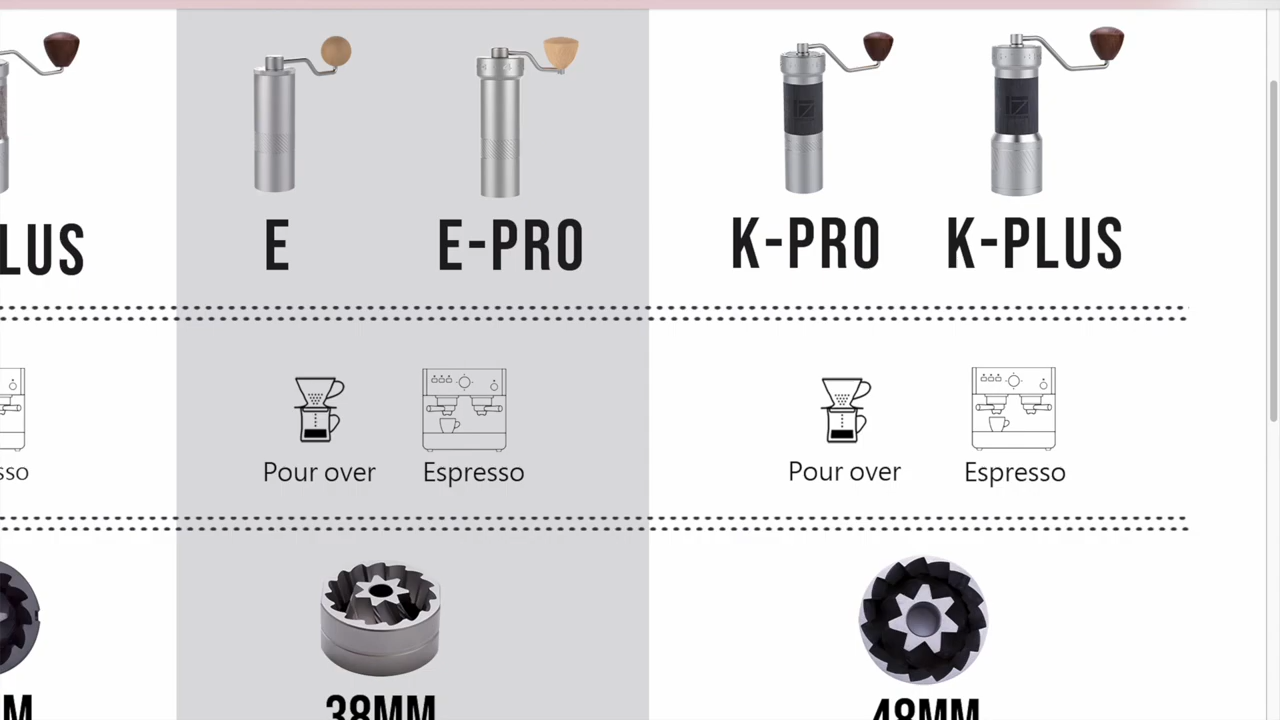 LUS
E
E-PRO
K-PRO
K-PLUS
sso
Pour over
Espresso
Pour over
Espresso
M
38MM
48MM